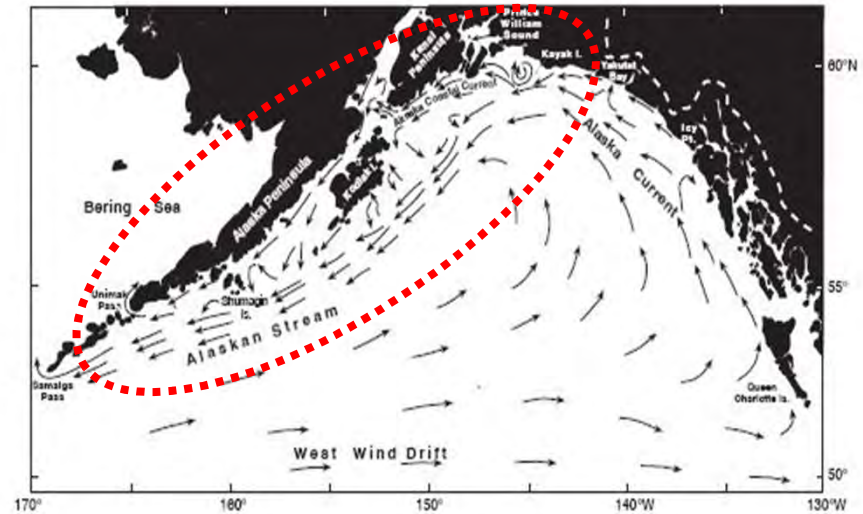 Prince
William
Sound
Kenai
Peninsula
Kayak I.
Yakutat
Bay
60°N
Alaska Coastal Current
Icy
Pt.
Alaska Current
Alaska Peninsula
Kodiak I.
Bering Sea
Unimak
Pass
Shumagin
Is.
55°
Alaskan Stream
Samalga
Pass
Queen
Charlotte Is.
West Wind Drift
50°
170°
160°
150°
140°W
130°W